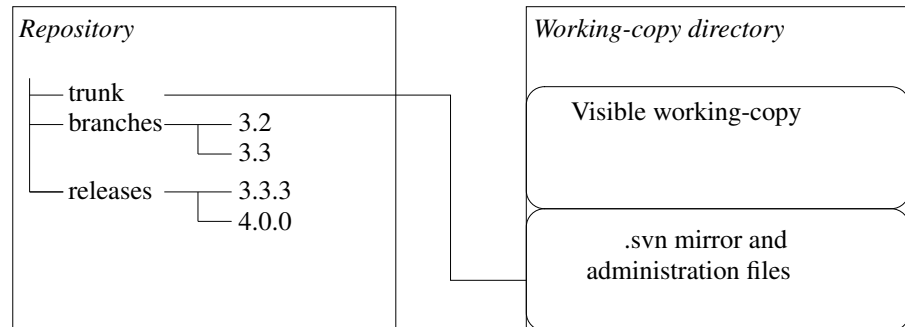 Repository
Working-copy directory
trunk
Visible working-copy
branches
3.2
3.3
releases
3.3.3
4.0.0
.svn mirror and
administration files